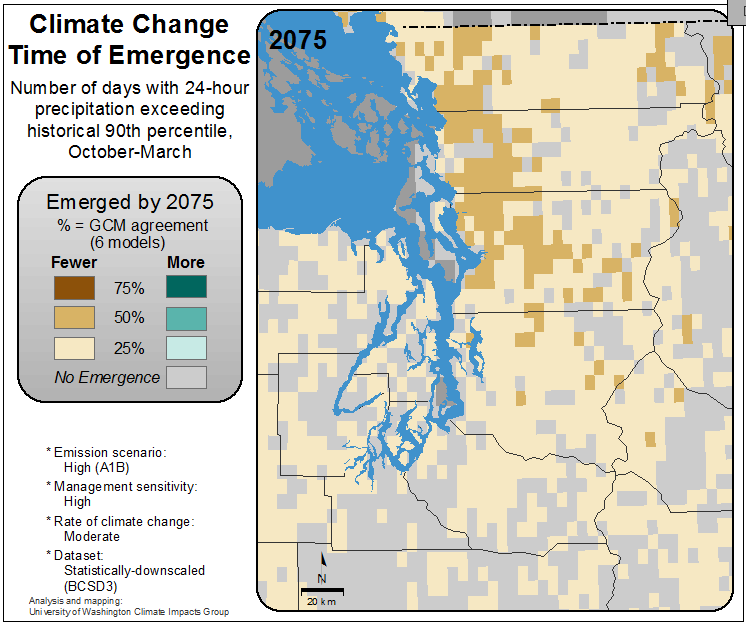 Climate Change
Time of Emergence
Number of days with 24-hour
precipitation exceeding
historical 90th percentile,
October-March
Emerged by 2075
% = GCM agreement
(6 models)
Fewer More
75%
50%
25%
No Emergence
* Emission scenario:
High (A1B)
* Management sensitivity:
High
* Rate of climate change:
Moderate
* Dataset:
Statistically-downscaled
(BCSD3)
Analysis and mapping:
University of Washington Climate Impacts Group
2075
N
20 km